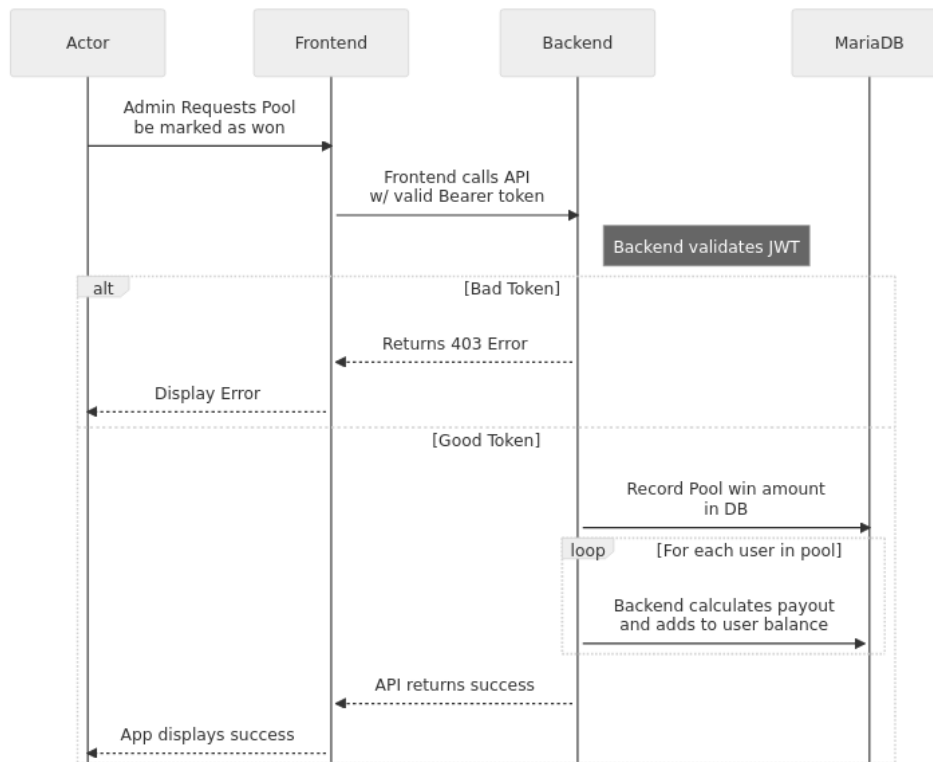 Actor
Frontend
Backend
MariaDB
Admin Requests Pool
be marked as won
Frontend calls API
w/ valid Bearer token
Backend validates JWT
alt
[Bad Token]
Returns 403 Error
Display Error
[Good Token]
Record Pool win amount
in DB
loop
[For each user in pool]
Backend calculates payout
and adds to user balance
API returns success
App displays success